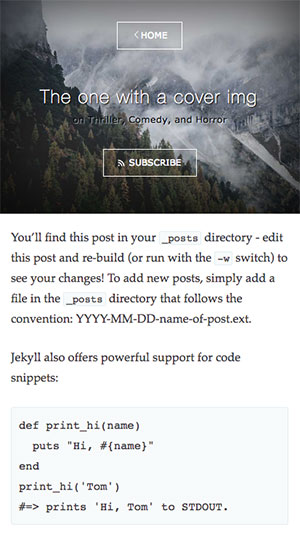 HOME
The one with a cover img
on Thriller, Comedy, and Horror
SUBSCRIBE
You’ll find this post in your _posts directory - edit
this post and re-build (or run with the
-w switch) to
see your changes! To add new posts, simply add a
file in the _posts directory that follows the
convention: YYYY-MM-DD-name-of-post.ext.
Jekyll also offers powerful support for code
snippets:
def print_hi(name)
  puts "Hi, #{name}"
end
print_hi('Tom')
#=> prints 'Hi, Tom' to STDOUT.